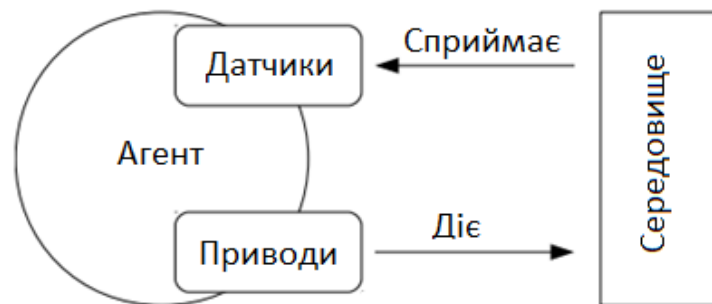 Датчики
Сприймає
Агент
Приводи
Діє
Середовище